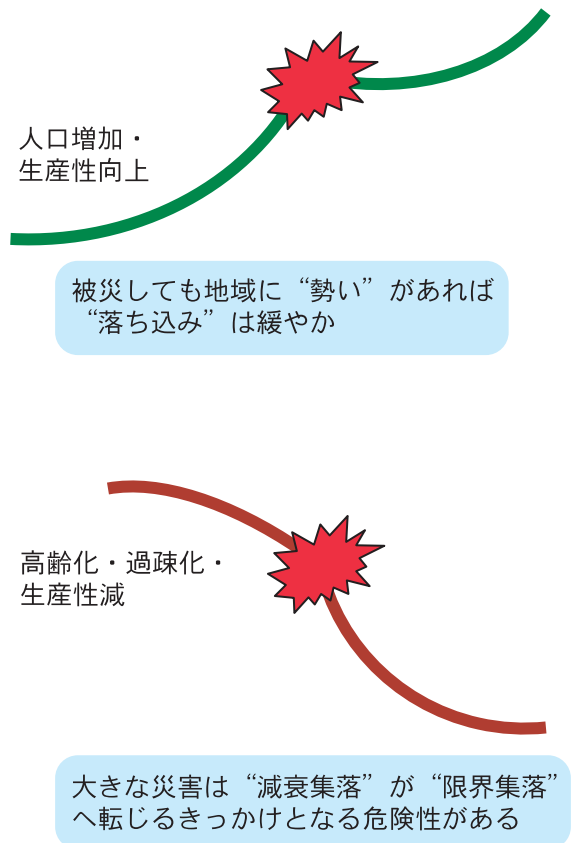 人口増加・
生産性向上
被災しても地域に“勢い”があれば
“落ち込み”は緩やか
高齢化・過疎化・
生産性減
大きな災害は“減衰集落”が“限界集落”
へ転じるきっかけとなる危険性がある